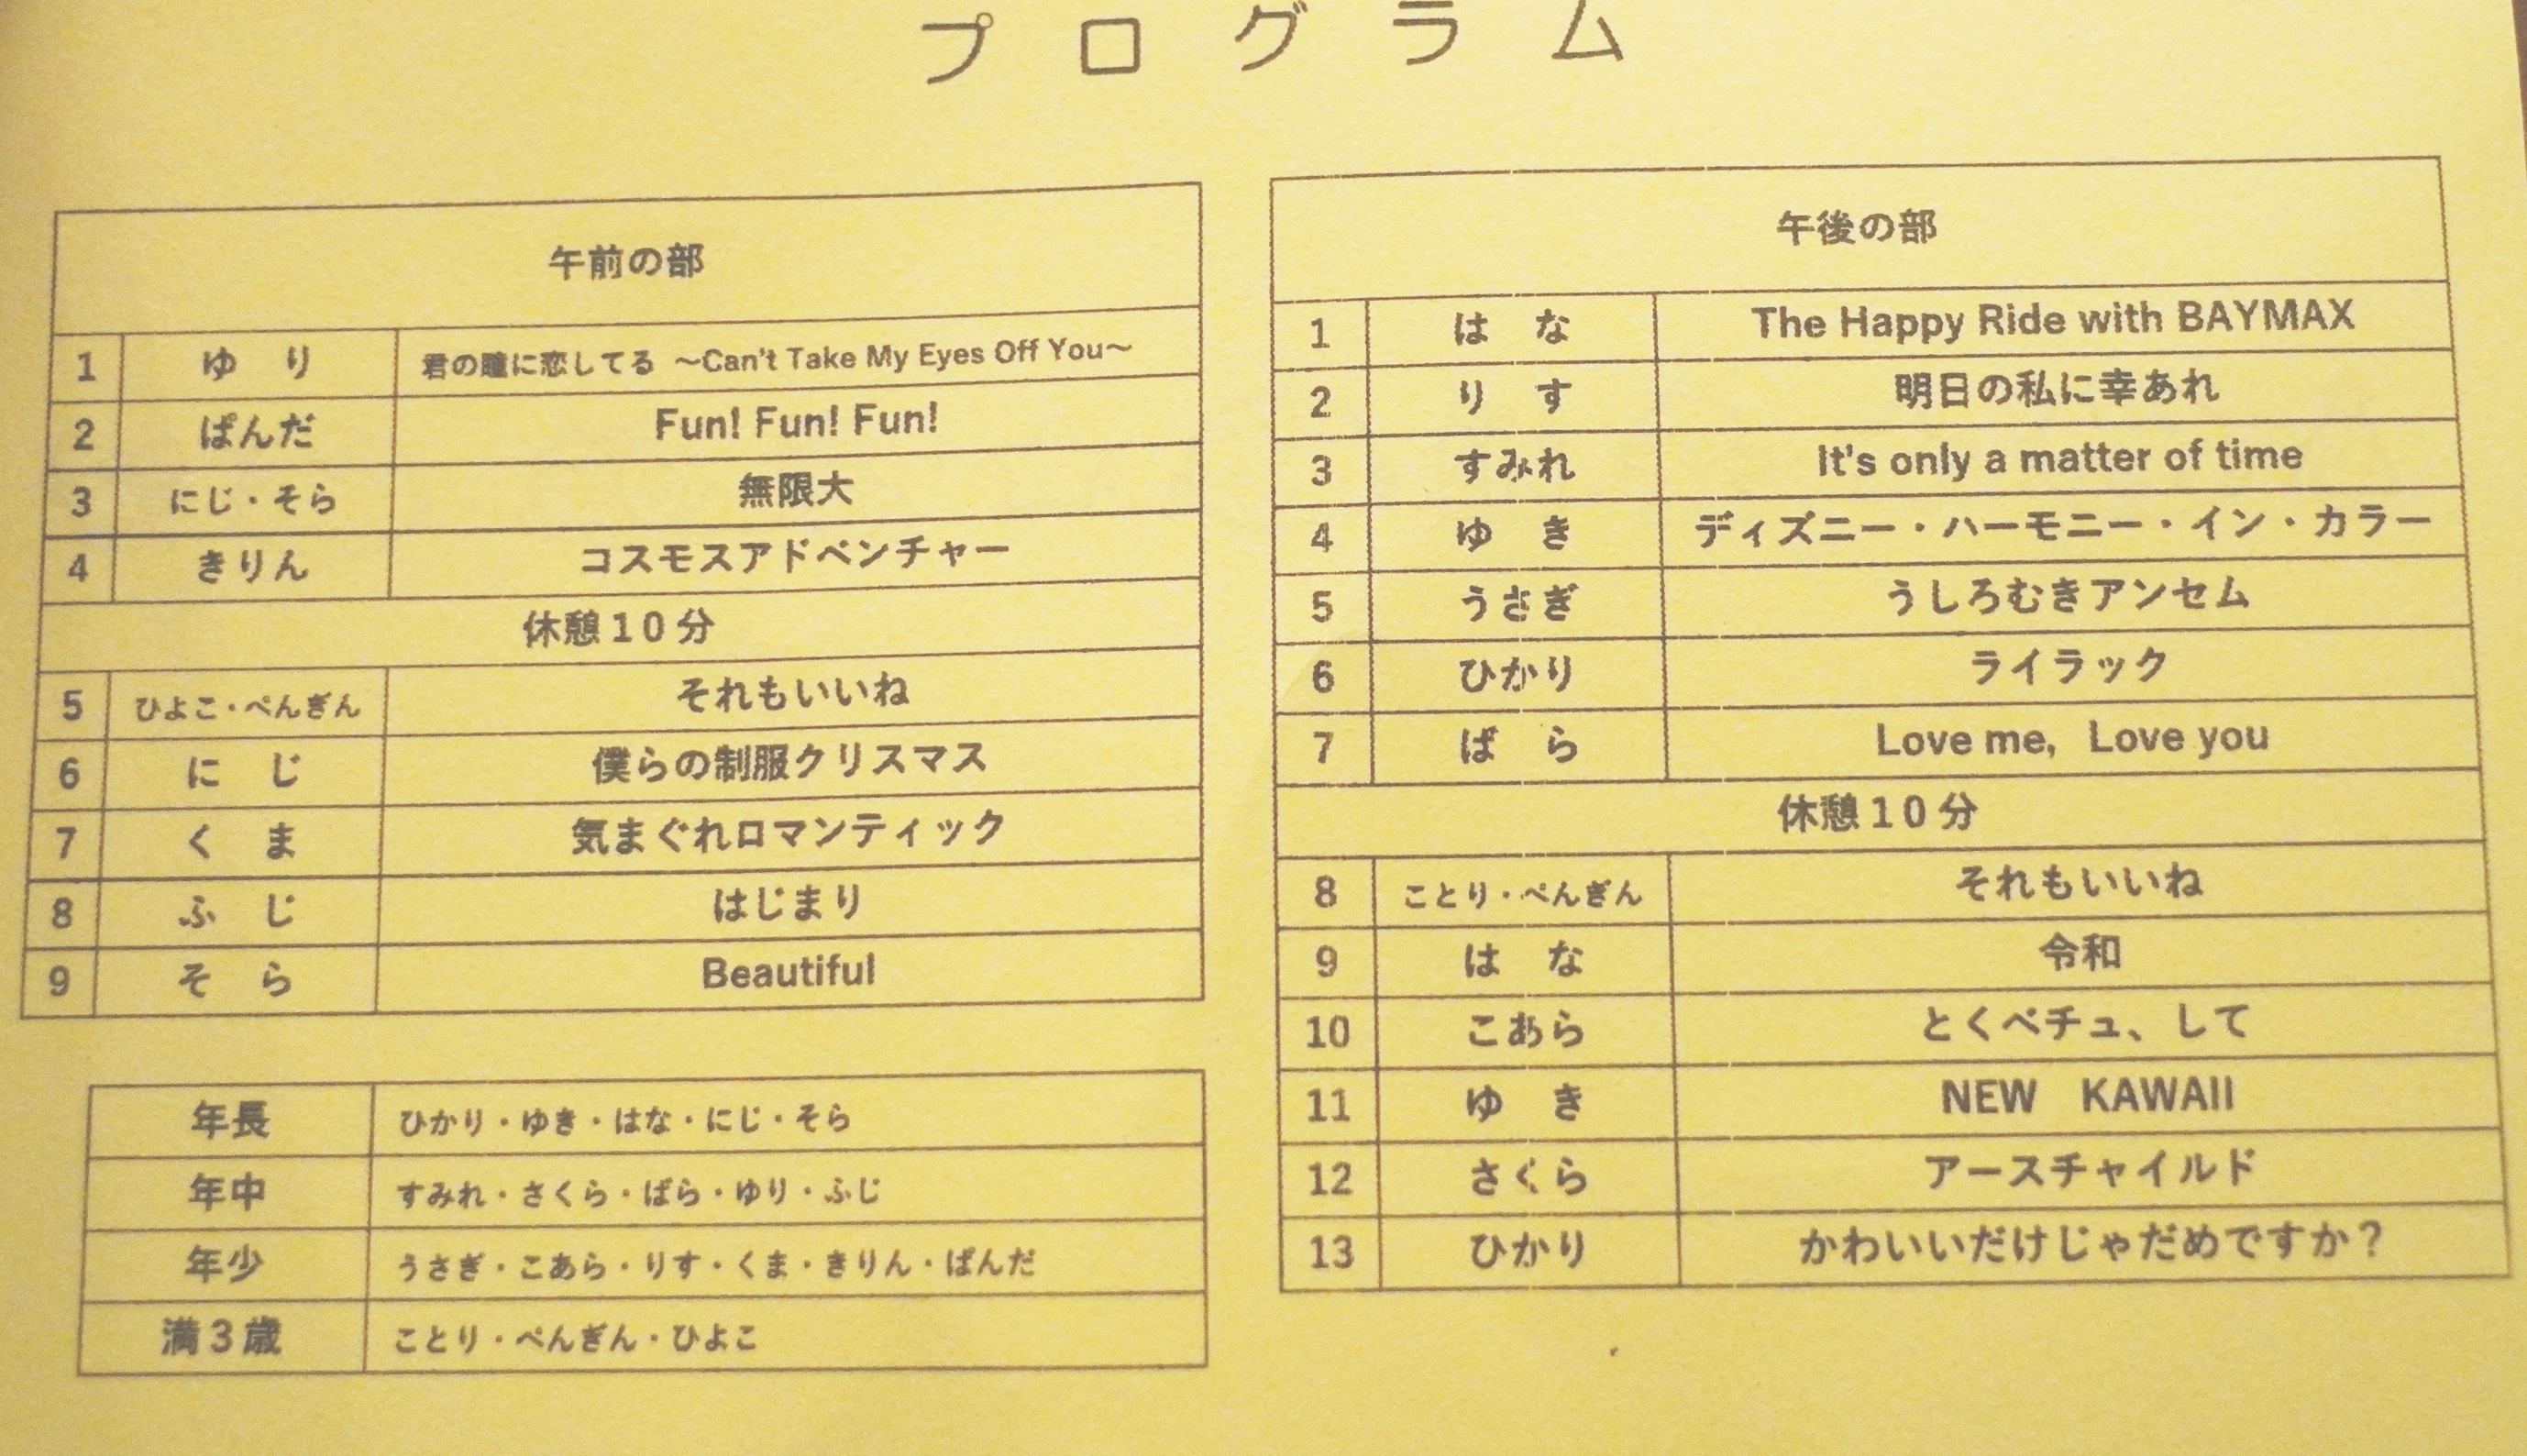 プログラム
午前の部
1 ゆ り 君の瞳に恋してる ～Can't Take My Eyes Off You～
2 ぱんだ Fun! Fun! Fun!
3 にじ・そら 無限大
4 きりん コスモスアドベンチャー
休憩１０分
5 ひよこ・ぺんぎん それもいいね
6 に じ 僕らの制服クリスマス
7 く ま 気まぐれロマンティック
8 ふ じ はじまり
9 そ ら Beautiful
年長 ひかり・ゆき・はな・にじ・そら
年中 すみれ・さくら・ばら・ゆり・ふじ
年少 うさぎ・こあら・りす・くま・きりん・ぱんだ
満３歳 ことり・ぺんぎん・ひよこ
午後の部
1 は な The Happy Ride with BAYMAX
2 り す 明日の私に幸あれ
3 すみれ It's only a matter of time
4 ゆ き ディズニー・ハーモニー・イン・カラー
5 うさぎ うしろむきアンセム
6 ひかり ライラック
7 ば ら Love me, Love you
休憩１０分
8 ことり・ぺんぎん それもいいね
9 は な 令和
10 こあら とくべチュ、して
11 ゆ き NEW KAWAII
12 さくら アースチャイルド
13 ひかり かわいいだけじゃだめですか？